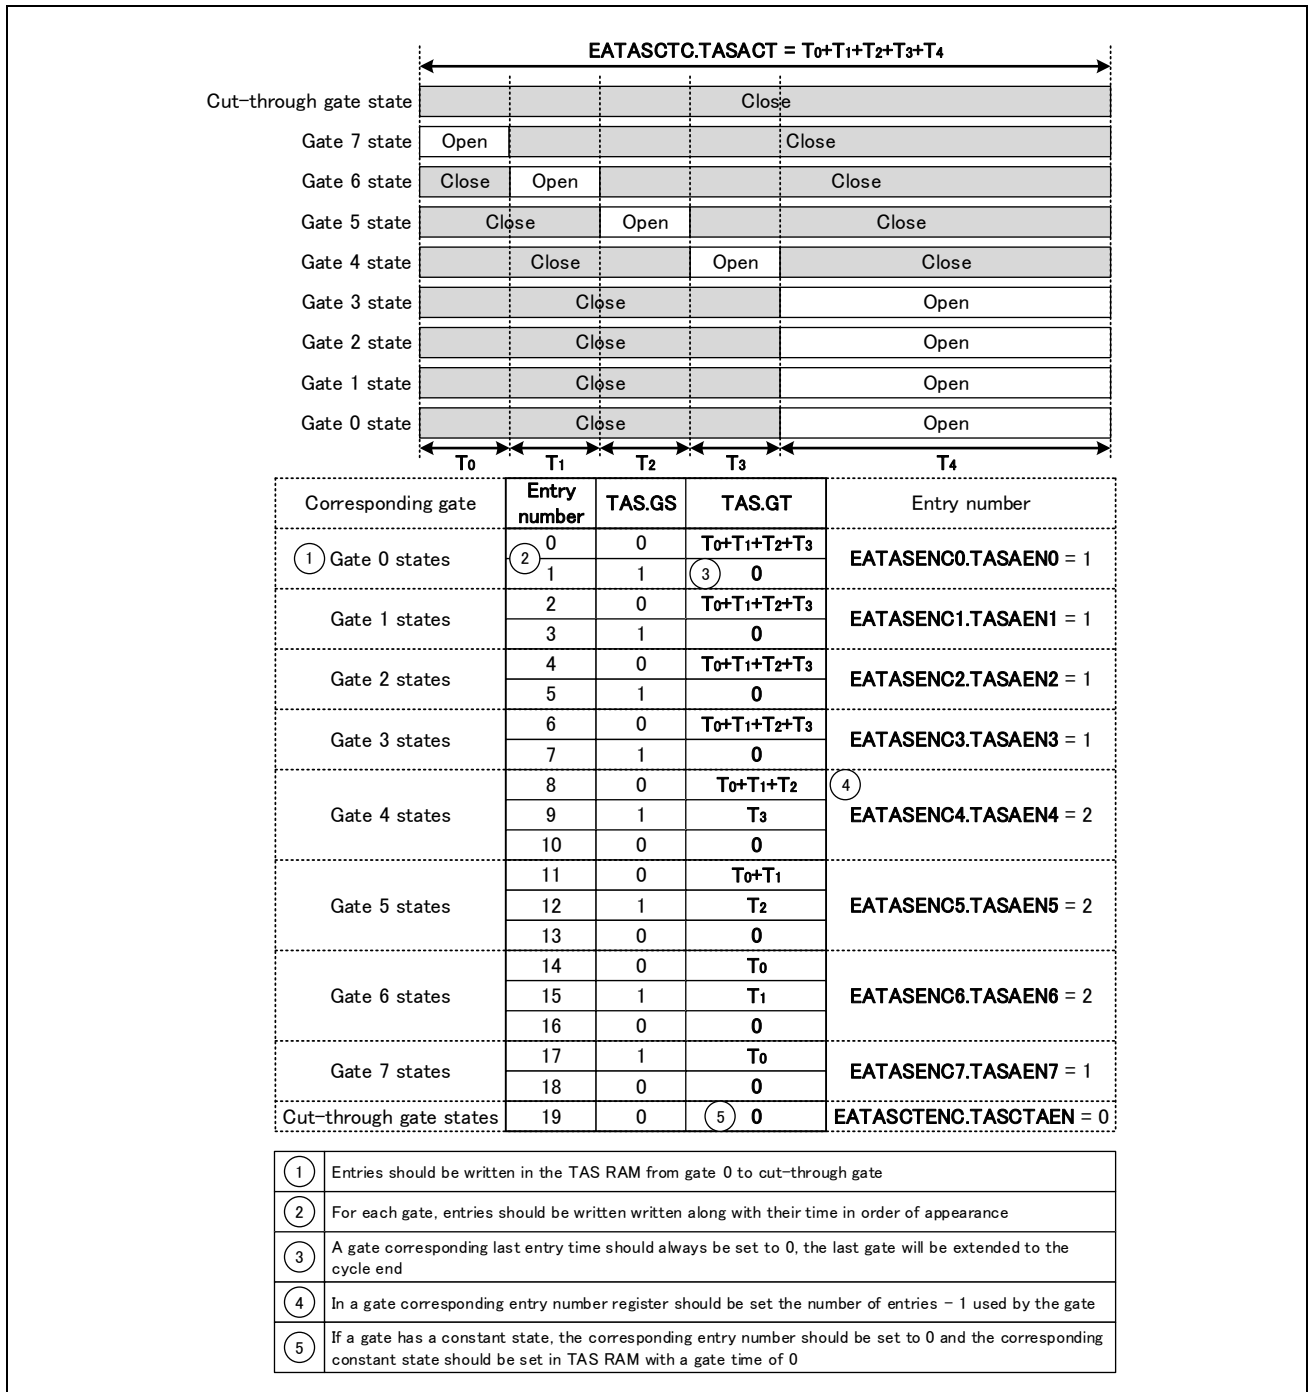 EATASCTC.TASACT = T0+T1+T2+T3+T4
Cut-through gate state Close
Gate 7 state Open Close
Gate 6 state Close Open Close
Gate 5 state Close Open Close
Gate 4 state Close Open Close
Gate 3 state Close Open
Gate 2 state Close Open
Gate 1 state Close Open
Gate 0 state Close Open
T0 T1 T2 T3 T4
Corresponding gate Entry number TAS.GS TAS.GT Entry number
1 Gate 0 states 2 0 0 T0+T1+T2+T3 EATASENC0.TASAEN0 = 1
1 1 3 0
Gate 1 states 2 0 T0+T1+T2+T3 EATASENC1.TASAEN1 = 1
3 1 0
Gate 2 states 4 0 T0+T1+T2+T3 EATASENC2.TASAEN2 = 1
5 1 0
Gate 3 states 6 0 T0+T1+T2+T3 EATASENC3.TASAEN3 = 1
7 1 0
8 0 T0+T1+T2 4
Gate 4 states 9 1 T3 EATASENC4.TASAEN4 = 2
10 0 0
11 0 T0+T1
Gate 5 states 12 1 T2 EATASENC5.TASAEN5 = 2
13 0 0
14 0 T0
Gate 6 states 15 1 T1 EATASENC6.TASAEN6 = 2
16 0 0
Gate 7 states 17 1 T0 EATASENC7.TASAEN7 = 1
18 0 0
Cut-through gate states 19 0 5 0 EATASCTENC.TASCTAEN = 0
1 Entries should be written in the TAS RAM from gate 0 to cut-through gate
2 For each gate, entries should be written written along with their time in order of appearance
3 A gate corresponding last entry time should always be set to 0, the last gate will be extended to the
cycle end
4 In a gate corresponding entry number register should be set the number of entries - 1 used by the gate
5 If a gate has a constant state, the corresponding entry number should be set to 0 and the corresponding
constant state should be set in TAS RAM with a gate time of 0